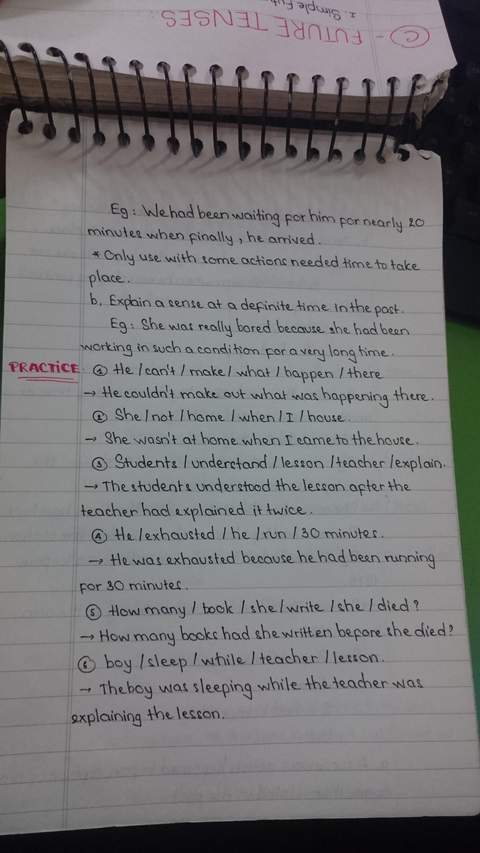 2. Simple Fut
C - FUTURE TENSES
Eg: We had been waiting for him for nearly 20
minutes when finally, he arrived.
* Only use with some actions needed time to take
place.
b. Explain a sense at a definite time in the past.
Eg: She was really bored because she had been
working in such a condition for a very long time.
PRACTICE: ① He / can't / make / what / happen / there
→ He couldn't make out what was happening there.
② She / not / home / when / I / house.
→ She wasn't at home when I came to the house.
③ Students / understand / lesson / teacher / explain.
→ The students understood the lesson after the
teacher had explained it twice.
④ He / exhausted / he / run / 30 minutes.
→ He was exhausted because he had been running
for 30 minutes.
⑤ How many / book / she / write / she / died?
→ How many books had she written before she died?
⑥ boy / sleep / while / teacher / lesson.
→ The boy was sleeping while the teacher was
explaining the lesson.